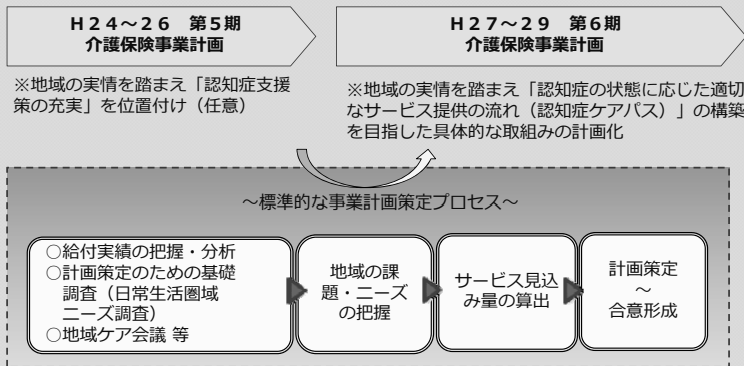 H24～26 第5期
介護保険事業計画
※地域の実情を踏まえ「認知症支援
策の充実」を位置付け（任意）
H27～29 第6期
介護保険事業計画
※地域の実情を踏まえ「認知症の状態に応じた適切
なサービス提供の流れ（認知症ケアパス）」の構築
を目指した具体的な取組みの計画化
～標準的な事業計画策定プロセス～
○給付実績の把握・分析
○計画策定のための基礎
調査（日常生活圏域
ニーズ調査）
○地域ケア会議 等
地域の課
題・ニーズ
の把握
サービス見込
み量の算出
計画策定
～
合意形成